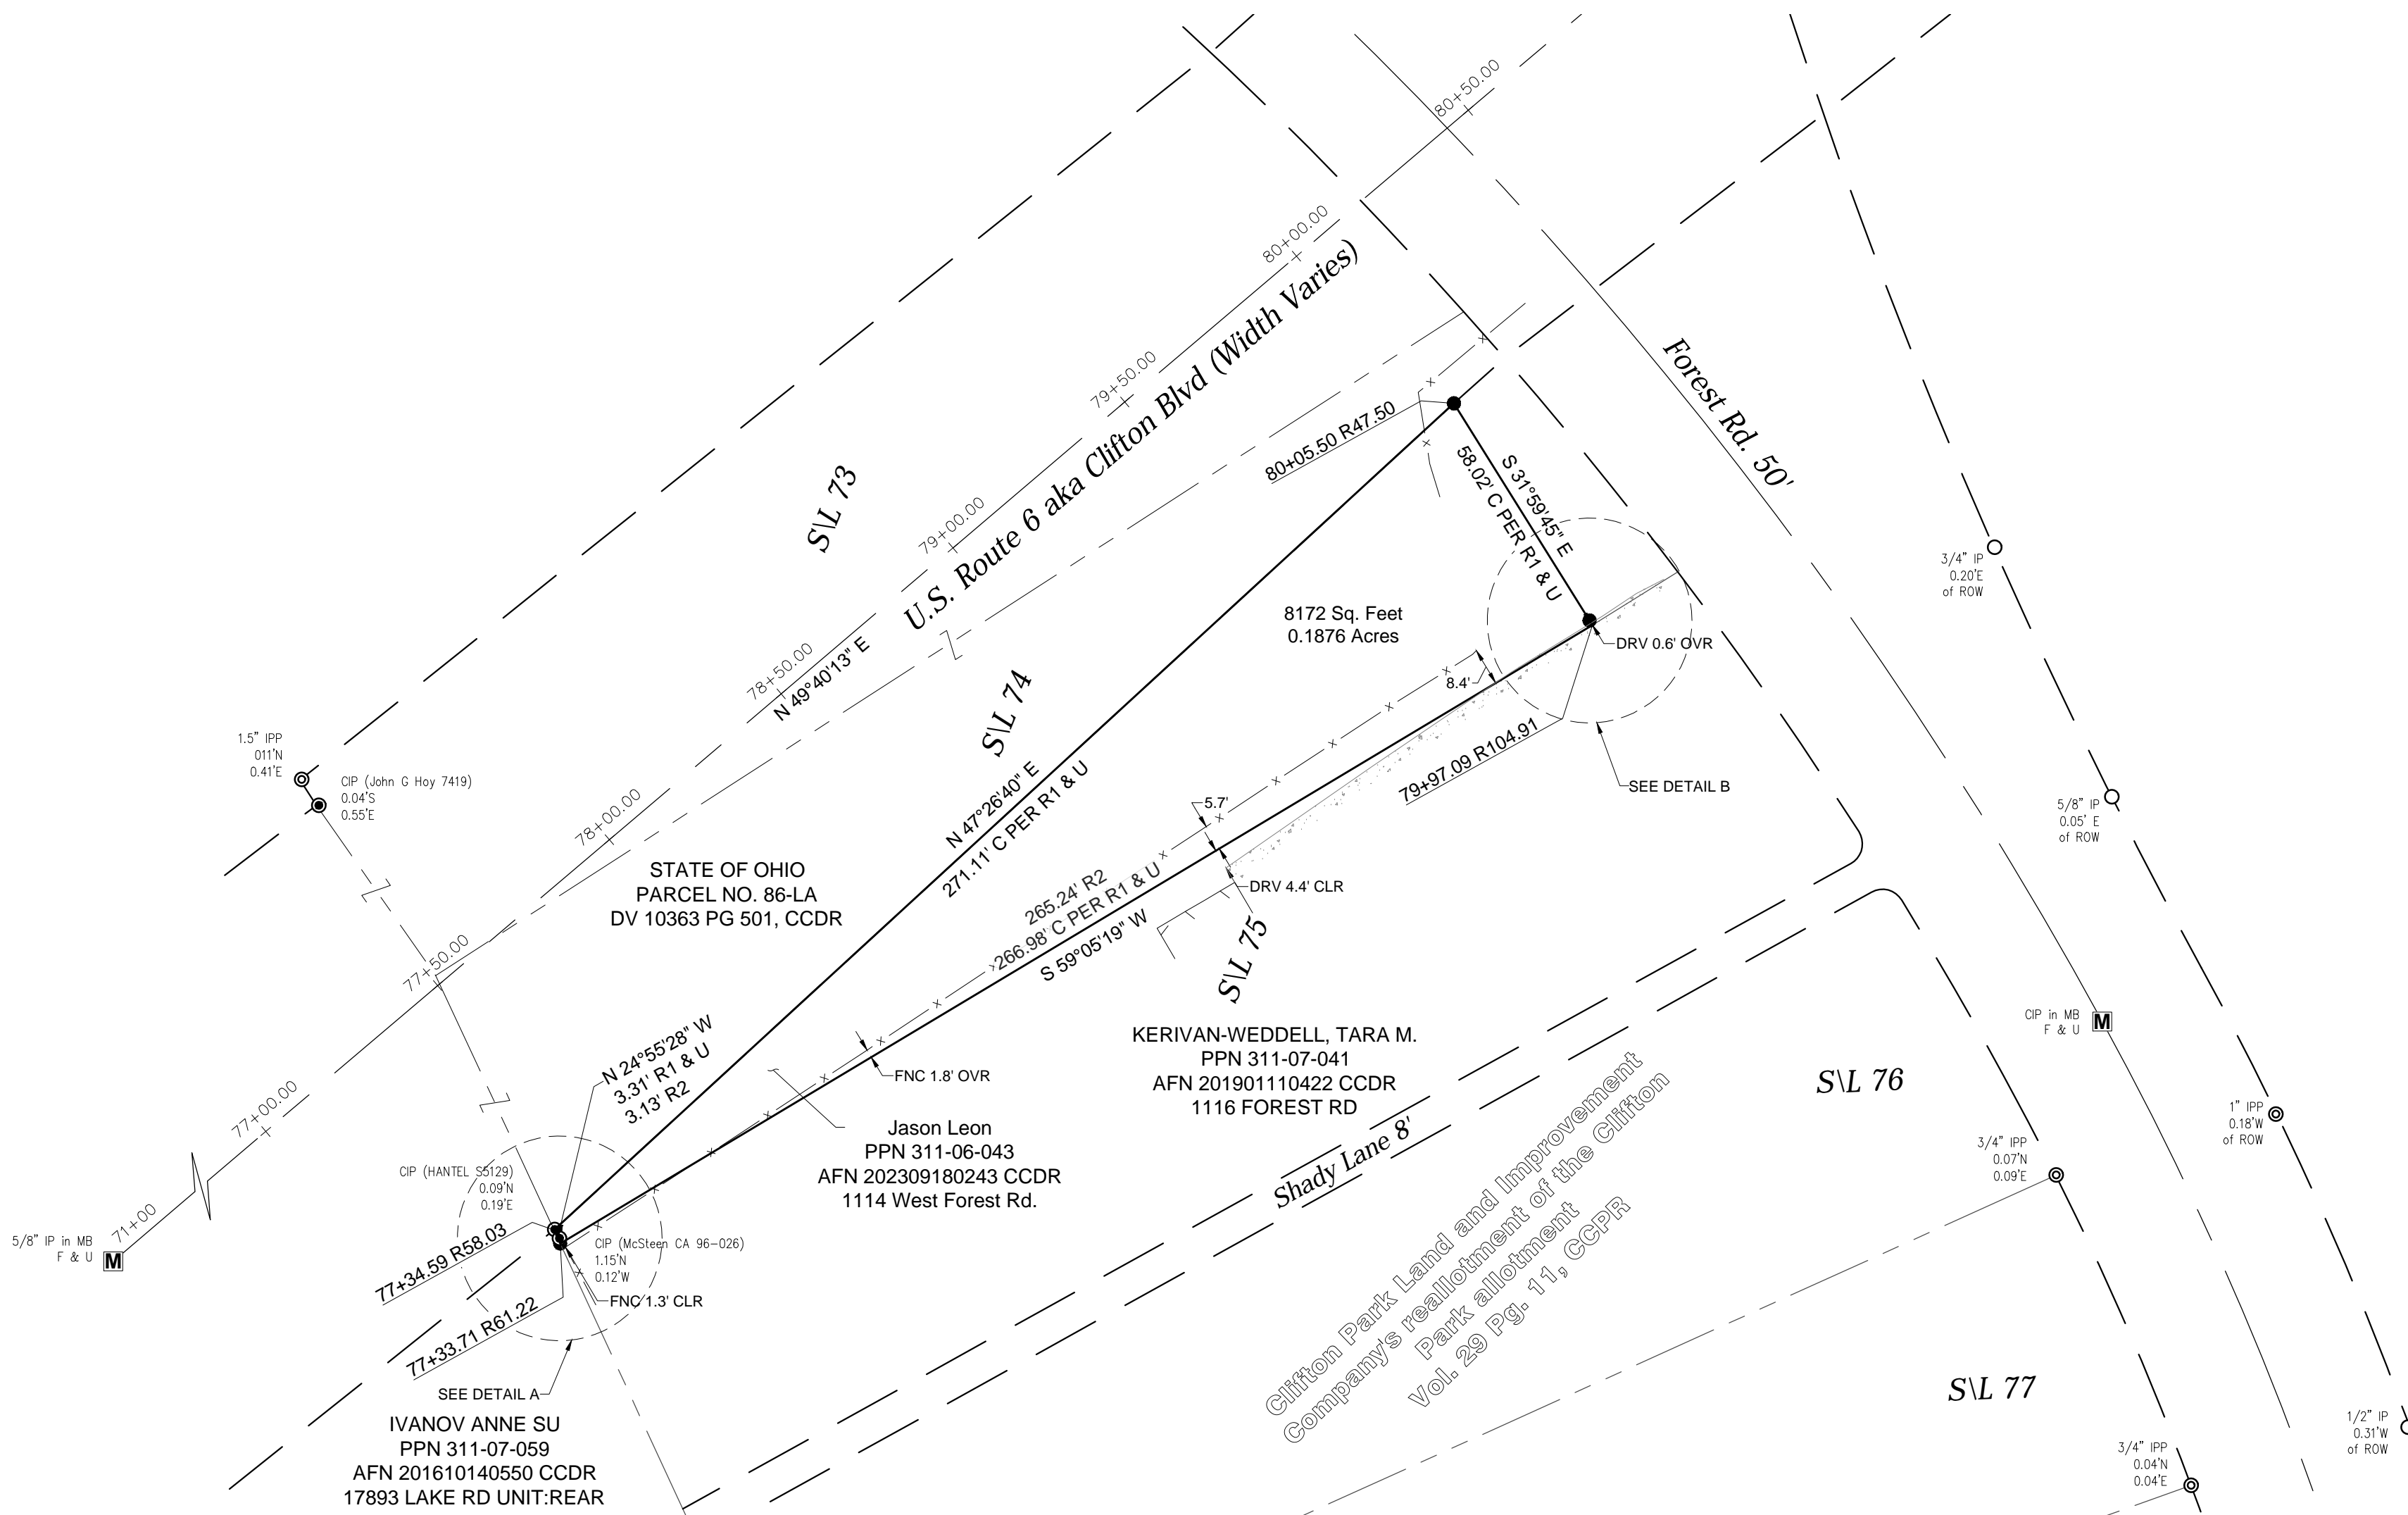 80+50.00
80+00.00
79+50.00
79+00.00
78+50.00
78+00.00
77+50.00
77+00.00
71+00
U.S. Route 6 aka Clifton Blvd (Width Varies)
N 49°40'13" E
Forest Rd. 50'
S\L 73
S\L 74
80+05.50 R47.50
S 31°59'45" E
58.02' C PER R1 & U
8172 Sq. Feet
0.1876 Acres
DRV 0.6' OVR
8.4'
79+97.09 R104.91
SEE DETAIL B
3/4" IP
0.20'E
of ROW
5/8" IP
0.05' E
of ROW
1.5" IPP
011'N
0.41'E
CIP (John G Hoy 7419)
0.04'S
0.55'E
N 47°26'40" E
271.11' C PER R1 & U
5.7'
STATE OF OHIO
PARCEL NO. 86-LA
DV 10363 PG 501, CCDR
265.24' R2
266.98' C PER R1 & U
S 59°05'19" W
DRV 4.4' CLR
S\L 75
N 24°55'28" W
3.31' R1 & U
3.13' R2
FNC 1.8' OVR
KERIVAN-WEDDELL, TARA M.
PPN 311-07-041
AFN 201901110422 CCDR
1116 FOREST RD
Jason Leon
PPN 311-06-043
AFN 202309180243 CCDR
1114 West Forest Rd.
CIP in MB
F & U
M
S\L 76
1" IPP
0.18'W
of ROW
3/4" IPP
0.07'N
0.09'E
Shady Lane 8'
CIP (HANTEL S5129)
0.09'N
0.19'E
5/8" IP in MB
F & U
M
77+34.59 R58.03
CIP (McSteen CA 96-026)
1.15'N
0.12'W
FNC 1.3' CLR
77+33.71 R61.22
SEE DETAIL A
IVANOV ANNE SU
PPN 311-07-059
AFN 201610140550 CCDR
17893 LAKE RD UNIT:REAR
Clifton Park Land and Improvement
Company's reallotment of the Clifton
Park allotment
Vol. 29 Pg. 11, CCPR
S\L 77
1/2" IP
0.31'W
of ROW
3/4" IPP
0.04'N
0.04'E